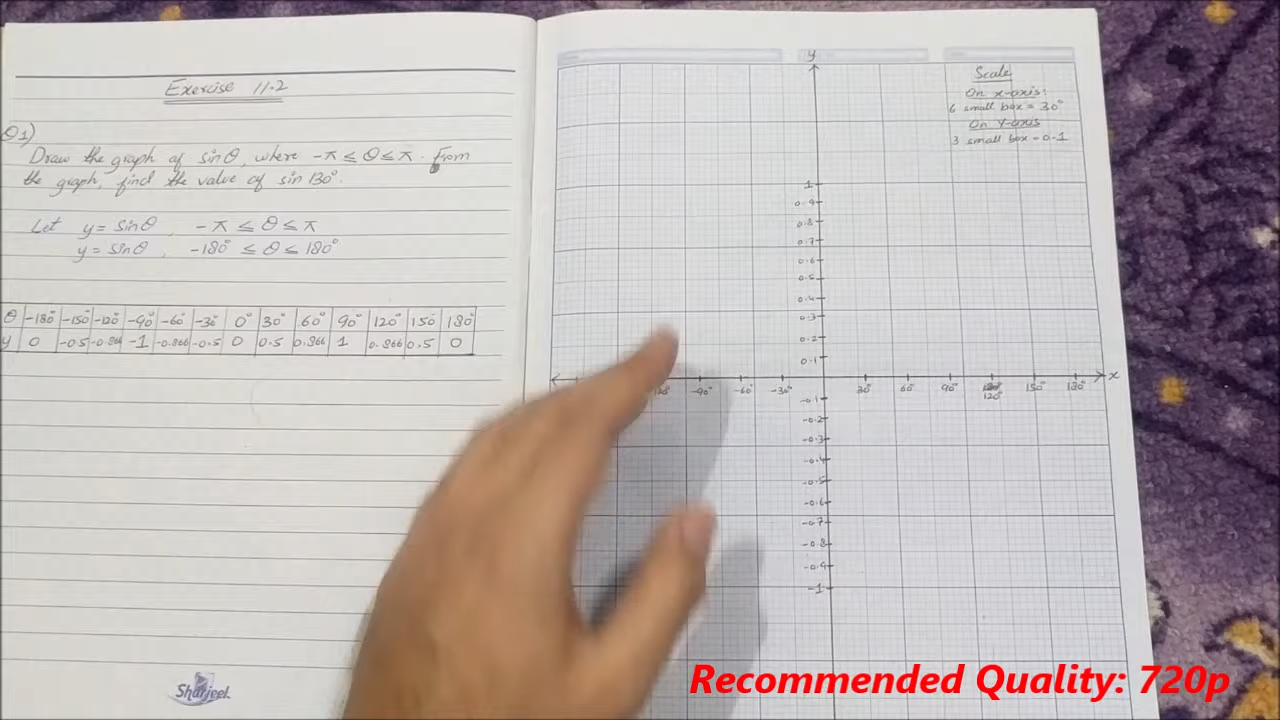 Exercise 11.2
Q1)
Draw the graph of sinθ, where -π ≤ θ ≤ π. From
the graph, find the value of sin 130°.
Let y = sinθ , -π ≤ θ ≤ π
y = sinθ , -180° ≤ θ ≤ 180°
θ -180° -150° -120° -90° -60° -30° 0° 30° 60° 90° 120° 150 180°
y 0 -0.5 -0.866 -1 -0.866 -0.5 0 0.5 0.866 1 0.866 0.5 0
Sharjeel
y
Scale
On x-axis:
6 small box = 30°
On Y-axis
3 small box = 0.1
1
0.9
0.8
0.7
0.6
0.5
0.4
0.3
0.2
0.1
120° -90° -60° -30° 30° 60° 90° 120° 150° 180° x
-0.1
-0.2
-0.3
-0.4
-0.5
-0.6
-0.7
-0.8
-0.9
-1
Recommended Quality: 720p